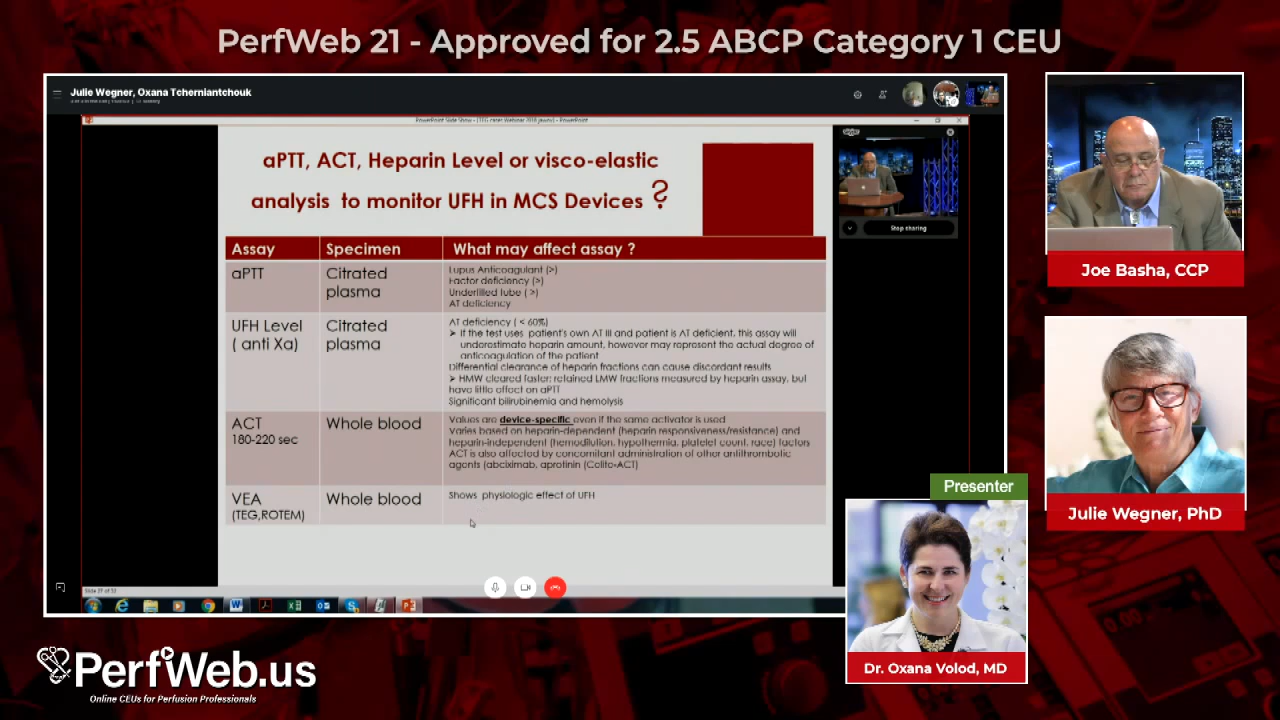 PerfWeb 21 - Approved for 2.5 ABCP Category 1 CEU
Julie Wegner, Oxana Tcherniantchouk
aPTT, ACT, Heparin Level or visco-elastic
analysis to monitor UFH in MCS Devices ?
Assay Specimen What may affect assay ?
aPTT
Citrated
plasma
Lupus Anticoagulant (>)
Factor deficiency (>)
Underfilled tube ( >)
AT deficiency
UFH Level
( anti Xa)
Citrated
plasma
AT deficiency ( < 60%)
➢ If the test uses patient's own AT III and patient is AT deficient, this assay will
underestimate heparin amount, however may represent the actual degree of
anticoagulation of the patient
Differential clearance of heparin fractions can cause discordant results
➢ HMW cleared faster; retained LMW fractions measured by heparin assay, but
have little effect on aPTT
Significant bilirubinemia and hemolysis
ACT
180-220 sec
Whole blood
Values are device-specific even if the same activator is used
Varies based on heparin-dependent (heparin responsiveness/resistance) and
heparin-independent (hemodilution, hypothermia, platelet count, race) factors
ACT is also affected by concomitant administration of other antithrombotic
agents (abciximab, aprotinin (Celite-ACT)
VEA
(TEG,ROTEM)
Whole blood
Shows physiologic effect of UFH
Stop sharing
Joe Basha, CCP
Julie Wegner, PhD
Presenter
Dr. Oxana Volod, MD
PerfWeb.us
Online CEUs for Perfusion Professionals